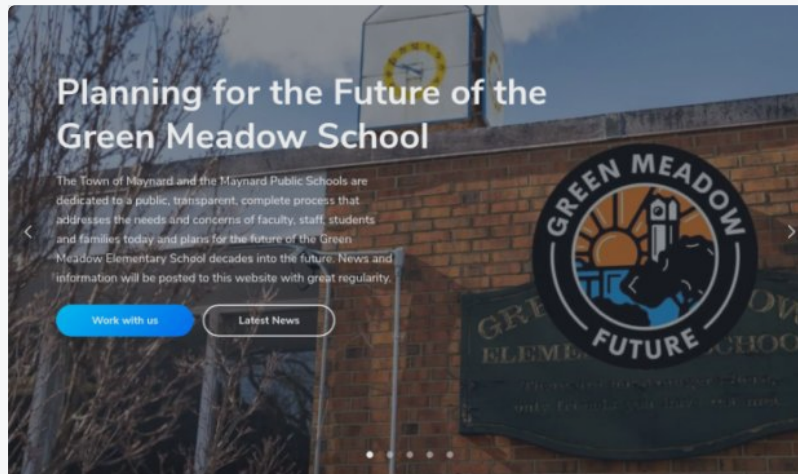 Planning for the Future of the
Green Meadow School
The Town of Maynard and the Maynard Public Schools are
dedicated to a public, transparent, complete process that
addresses the needs and concerns of faculty, staff, students
and families today and plans for the future of the Green
Meadow Elementary School decades into the future. News and
information will be posted to this website with great regularity.
Work with us
Latest News
GREEN MEADOW
FUTURE